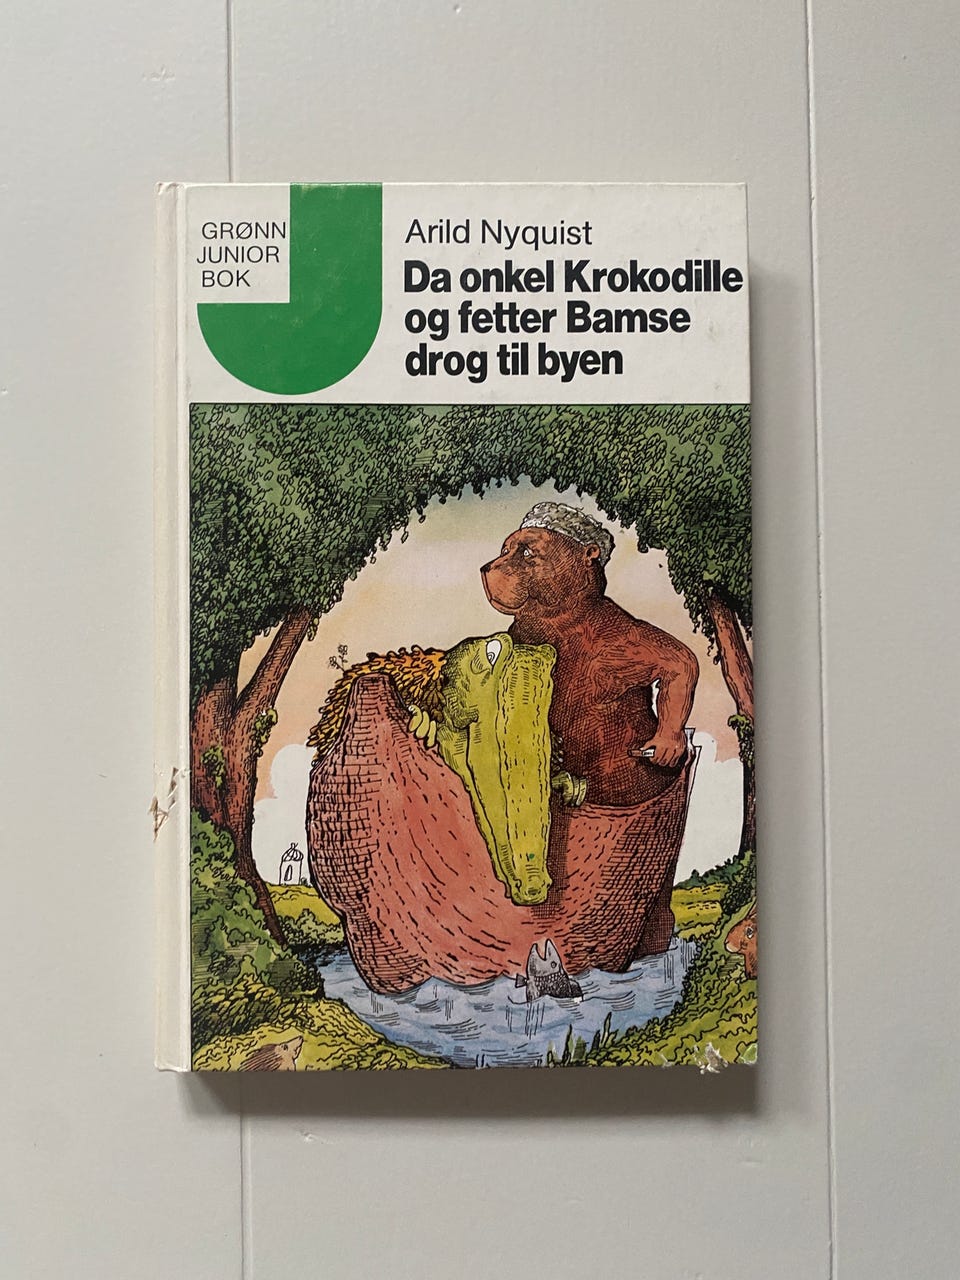 GRØNN
JUNIOR
BOK
Arild Nyquist
Da onkel Krokodille
og fetter Bamse
drog til byen